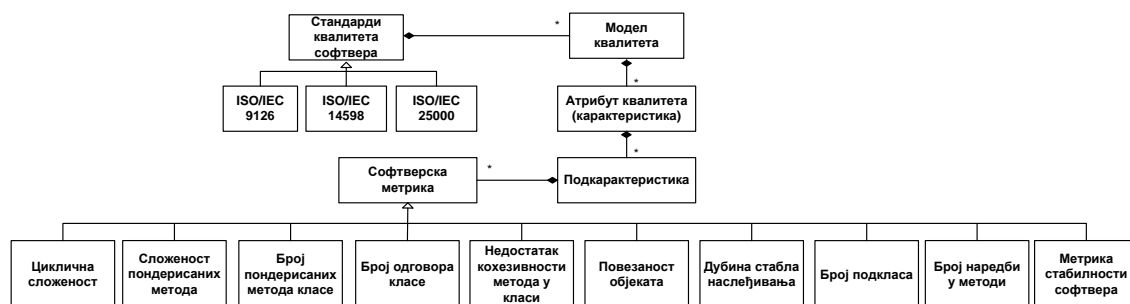 Стандарди
квалитета
софтвера
*
Модел
квалитета
ISO/IEC
9126
ISO/IEC
14598
ISO/IEC
25000
*
Атрибут квалитета
(карактеристика)
*
Софтверска
метрика
*
Подкарактеристика
Циклична
сложеност
Сложеност
пондерисаних
метода
Број
пондерисаних
метода класе
Број одговора
класе
Недостатак
кохезивности
метода у
класи
Повезаност
објеката
Дубина стабла
наслеђивања
Број подкласа
Број наредби
у методи
Метрика
стабилности
софтвера